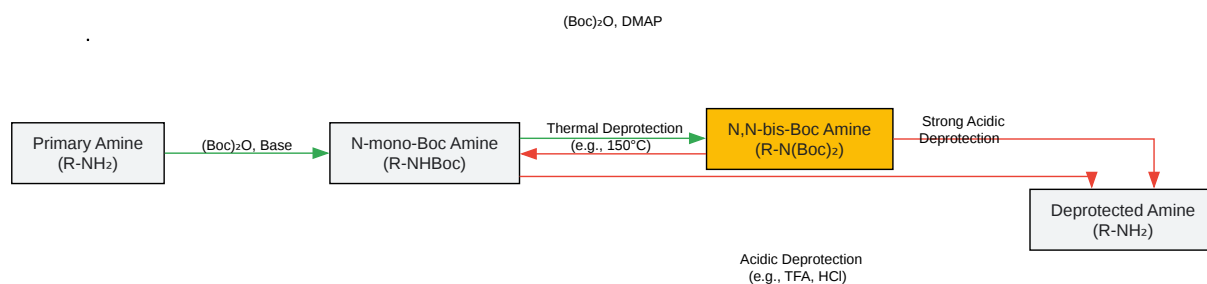 (Boc)₂O, DMAP
.
Primary Amine
(R-NH₂)
(Boc)₂O, Base
N-mono-Boc Amine
(R-NHBoc)
Thermal Deprotection
(e.g., 150°C)
N,N-bis-Boc Amine
(R-N(Boc)₂)
Strong Acidic
Deprotection
Deprotected Amine
(R-NH₂)
Acidic Deprotection
(e.g., TFA, HCl)